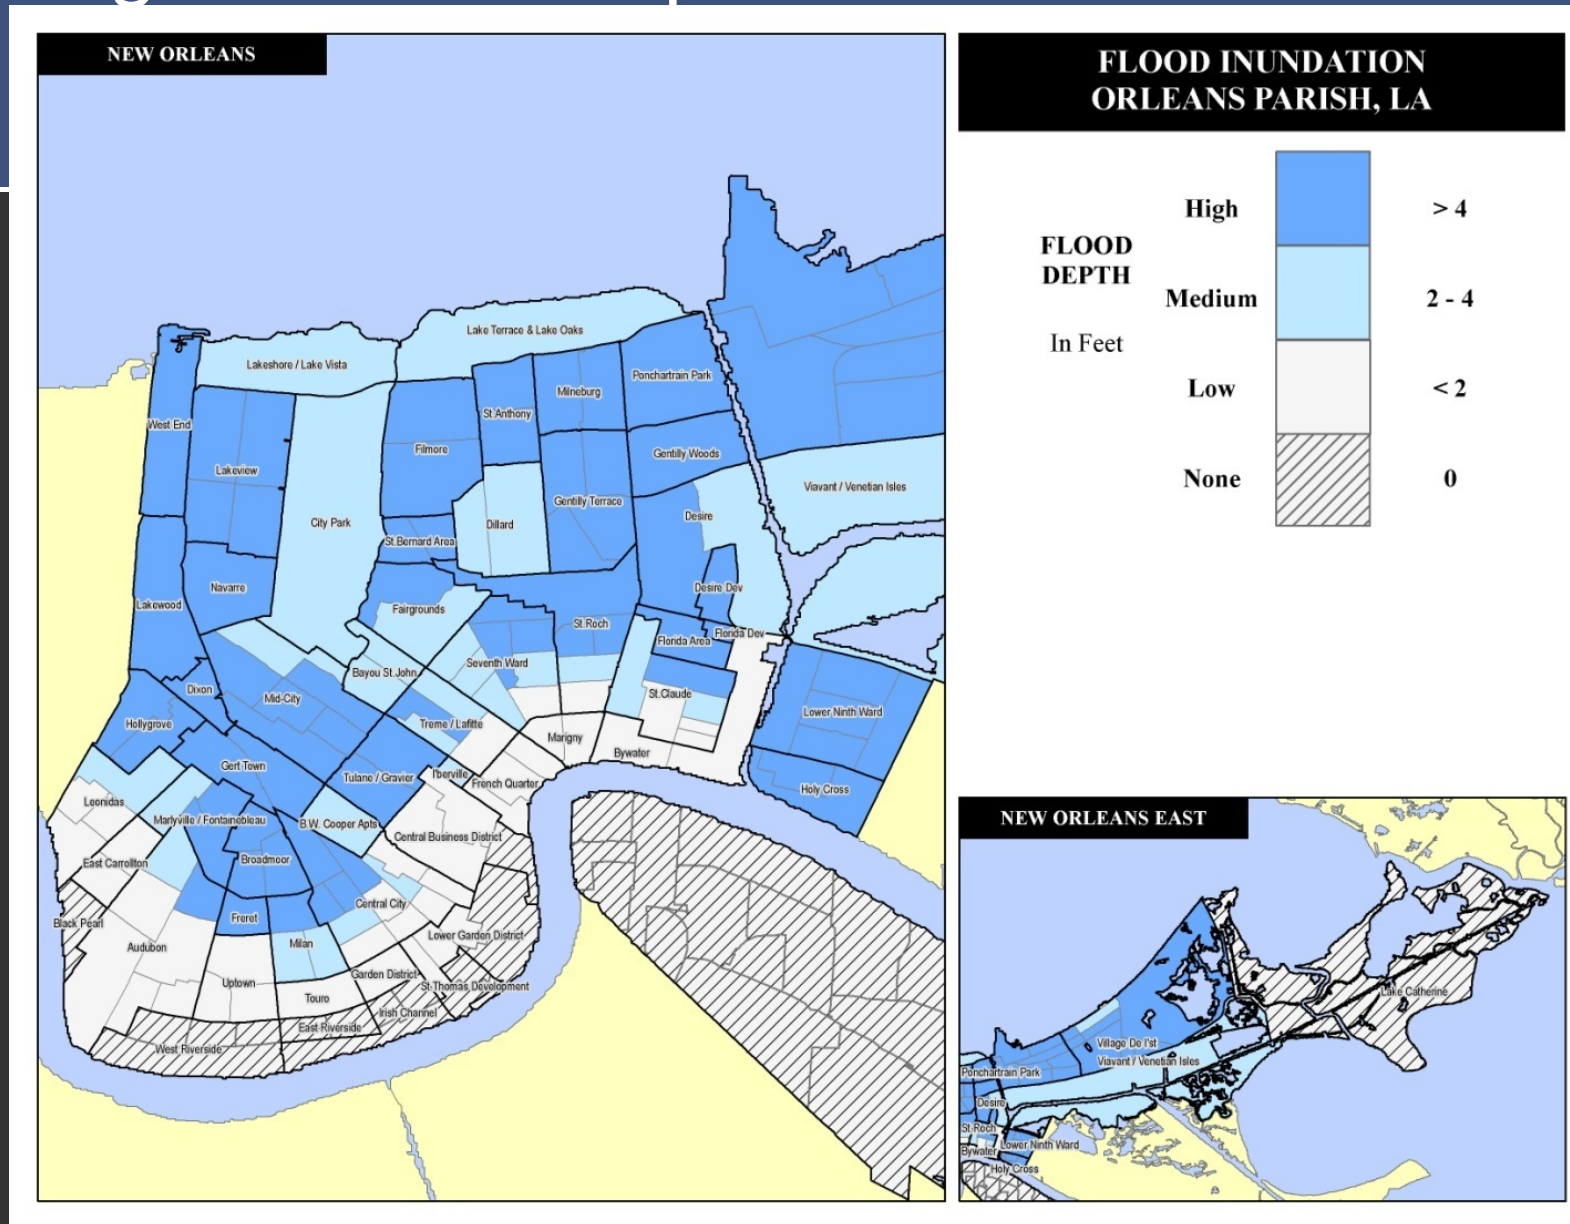 NEW ORLEANS
Lake Terrace & Lake Oaks
Lakeshore / Lake Vista
Ponchartrain Park
Milneburg
St.Anthony
West End
Filmore
Gentilly Woods
Lakeview
Viavant / Venetian Isles
Gentilly Terrace
City Park
Dillard
Desire
St.Bernard Area
Navarre
Desire Dev
Lakewood
Fairgrounds
St.Roch
Florida Dev
Florida Area
Seventh Ward
Bayou St.John
Dixon
Mid-City
St.Claude
Lower Ninth Ward
Hollygrove
Treme / Lafitte
Marigny
Bywater
Gert Town
Tulane / Gravier
Iberville
French Quarter
Holy Cross
Leonidas
Marlyville / Fontainebleau
B.W. Cooper Apts
Central Business District
East Carrollton
Broadmoor
Central City
Black Pearl
Freret
Lower Garden District
Audubon
Milan
Garden District
Uptown
St.Thomas Development
Touro
Irish Channel
East Riverside
West Riverside
FLOOD INUNDATION
ORLEANS PARISH, LA
FLOOD
DEPTH
In Feet
High > 4
Medium 2 - 4
Low < 2
None 0
NEW ORLEANS EAST
Lake Catherine
Village De l'st
Viavant / Venetian Isles
Ponchartrain Park
Desire
St.Roch
Lower Ninth Ward
Bywater
Holy Cross